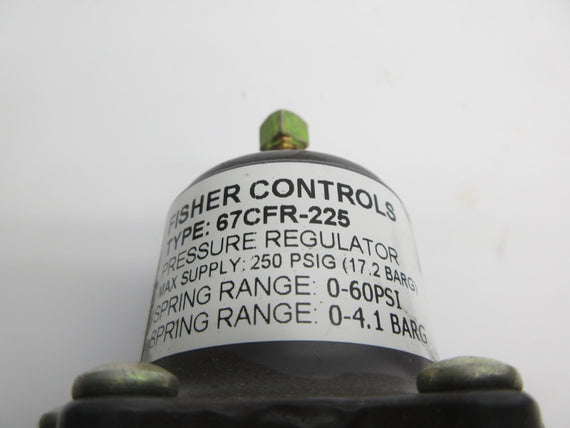 FISHER CONTROLS
TYPE: 67CFR-225
PRESSURE REGULATOR
MAX SUPPLY: 250 PSIG (17.2 BARG)
SPRING RANGE: 0-60PSI
SPRING RANGE: 0-4.1 BARG